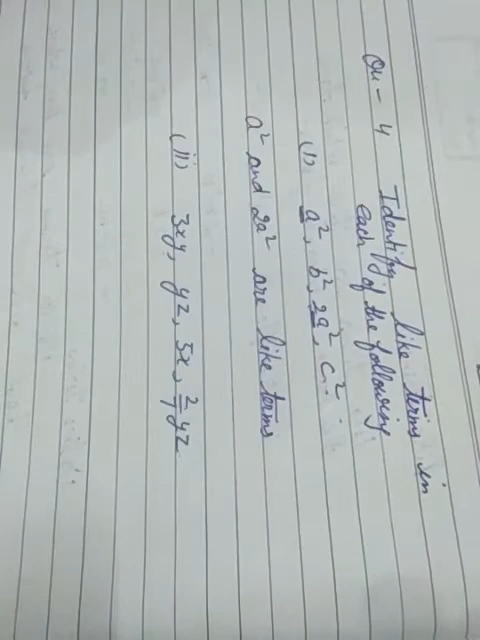 Qu - 4 Identify like terms in
each of the following
(i) a², b², 2a², c².
a² and 2a² are like terms
(ii) 3xy, yz, 5x, 2/7 yz